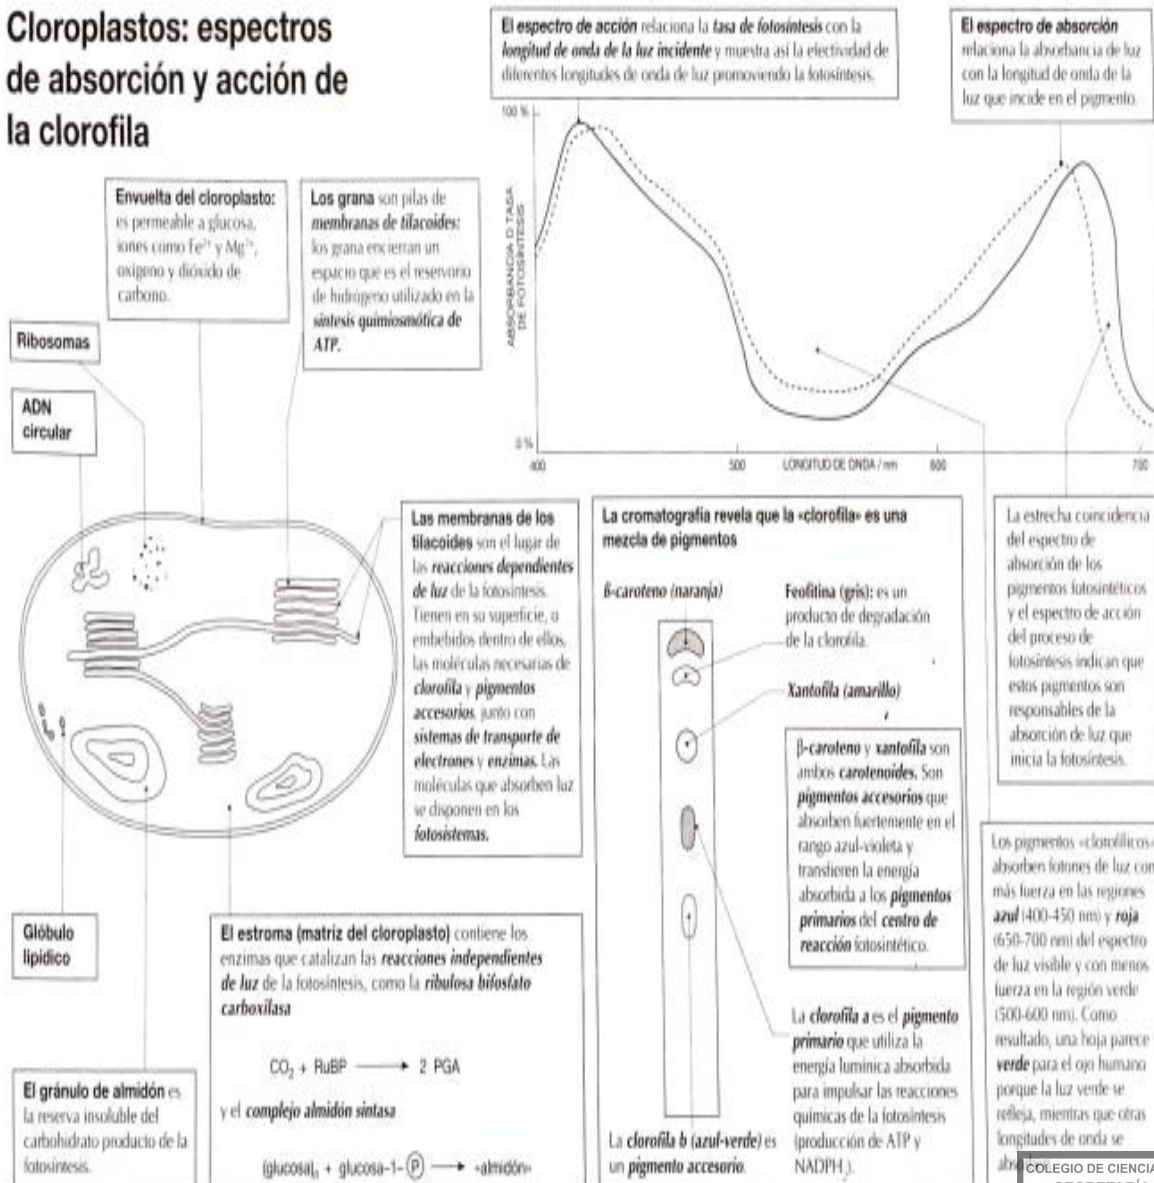 Cloroplastos: espectros
de absorción y acción de
la clorofila
El espectro de acción relaciona la tasa de fotosíntesis con la
longitud de onda de la luz incidente y muestra así la efectividad de
diferentes longitudes de onda de luz promoviendo la fotosíntesis.
El espectro de absorción
relaciona la absorbancia de luz
con la longitud de onda de la
luz que incide en el pigmento.
100 %
ABSORBANCIA O TASA
DE FOTOSÍNTESIS
0 %
400
500
LONGITUD DE ONDA / nm
600
700
Envuelta del cloroplasto:
es permeable a glucosa,
iones como Fe²⁺ y Mg²⁺,
oxígeno y dióxido de
carbono.
Los grana son pilas de
membranas de tilacoides:
los grana encierran un
espacio que es el reservorio
de hidrógeno utilizado en la
síntesis quimiosmótica de
ATP.
Ribosomas
ADN
circular
Las membranas de los
tilacoides son el lugar de
las reacciones dependientes
de luz de la fotosíntesis.
Tienen en su superficie, o
embebidos dentro de ellos,
las moléculas necesarias de
clorofila y pigmentos
accesorios, junto con
sistemas de transporte de
electrones y enzimas. Las
moléculas que absorben luz
se disponen en los
fotosistemas.
La cromatografía revela que la «clorofila» es una
mezcla de pigmentos
β-caroteno (naranja)
Feofitina (gris): es un
producto de degradación
de la clorofila.
Xantofila (amarillo)
β-caroteno y xantofila son
ambos carotenoides. Son
pigmentos accesorios que
absorben fuertemente en el
rango azul-violeta y
transfieren la energía
absorbida a los pigmentos
primarios del centro de
reacción fotosintético.
La clorofila a es el pigmento
primario que utiliza la
energía lumínica absorbida
para impulsar las reacciones
químicas de la fotosíntesis
(producción de ATP y
NADPH₂).
La clorofila b (azul-verde) es
un pigmento accesorio.
La estrecha coincidencia
del espectro de
absorción de los
pigmentos fotosintéticos
y el espectro de acción
del proceso de
fotosíntesis indican que
estos pigmentos son
responsables de la
absorción de luz que
inicia la fotosíntesis.
Los pigmentos «clorofílicos»
absorben fotones de luz con
más fuerza en las regiones
azul (400-450 nm) y roja
(650-700 nm) del espectro
de luz visible y con menos
fuerza en la región verde
(500-600 nm). Como
resultado, una hoja parece
verde para el ojo humano
porque la luz verde se
refleja, mientras que otras
longitudes de onda se
Glóbulo
lipídico
El estroma (matriz del cloroplasto) contiene los
enzimas que catalizan las reacciones independientes
de luz de la fotosíntesis, como la ribulosa bifosfato
carboxilasa
CO₂ + RuBP ⟶ 2 PGA
y el complejo almidón sintasa
(glucosa)ₙ + glucosa-1-Ⓟ ⟶ «almidón»
El gránulo de almidón es
la reserva insoluble del
carbohidrato producto de la
fotosíntesis.
COLEGIO DE CIENCIA